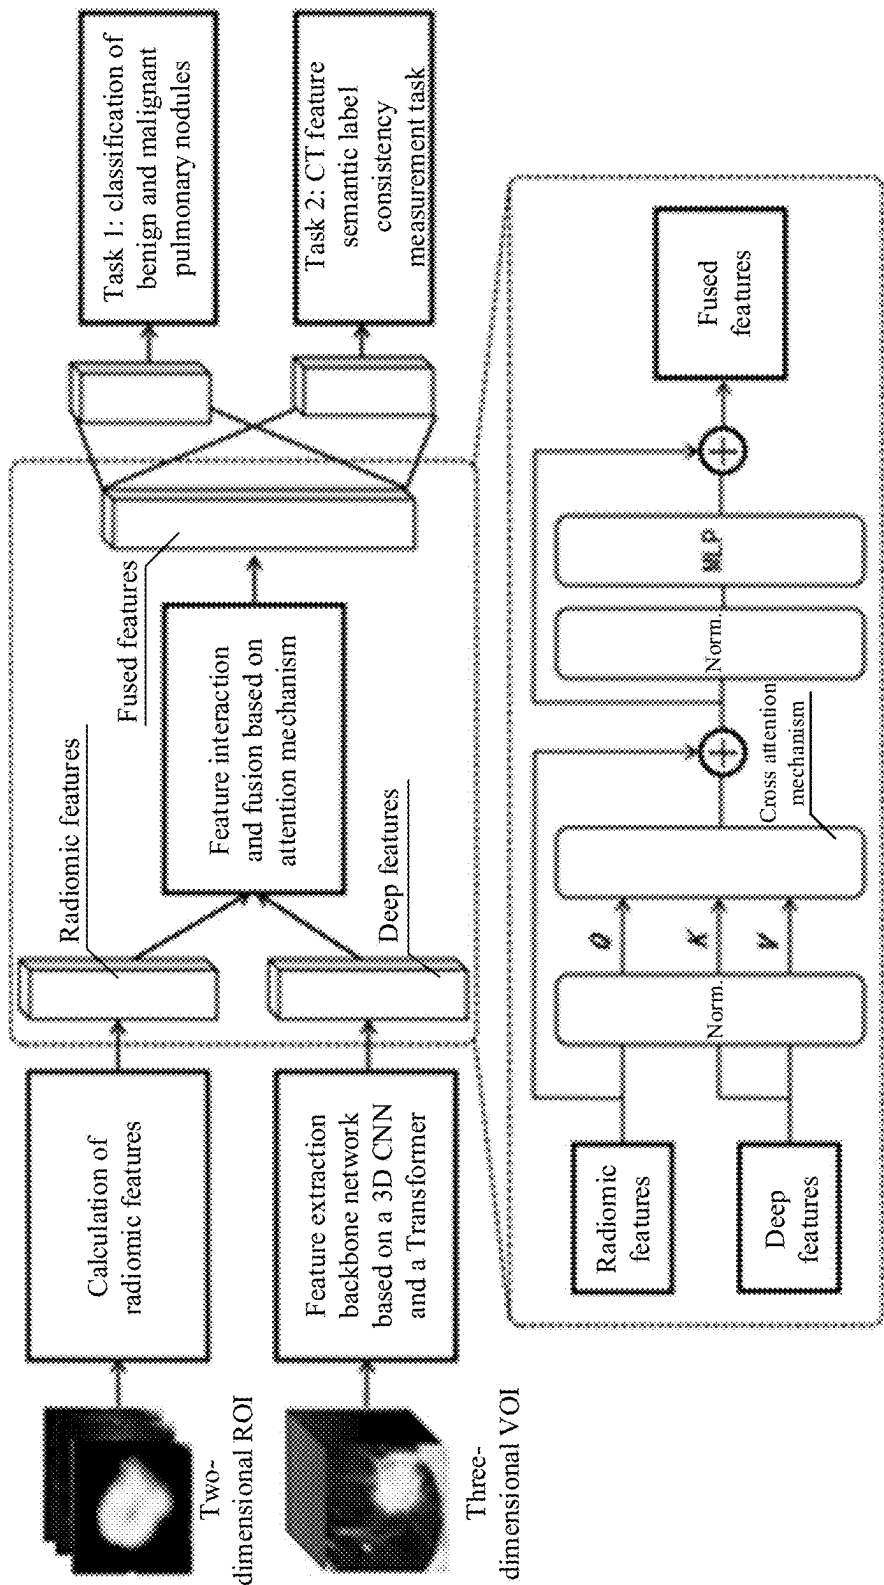 Two-
dimensional ROI
Calculation of
radiomic features
Radiomic features
Three-
dimensional VOI
Feature extraction
backbone network
based on a 3D CNN
and a Transformer
Deep features
Feature interaction
and fusion based on
attention mechanism
Fused features
Task 1: classification of
benign and malignant
pulmonary nodules
Task 2: CT feature
semantic label
consistency
measurement task
Radiomic
features
Deep
features
Norm.
Q
K
V
Cross attention
mechanism
Norm.
MLP
Fused
features